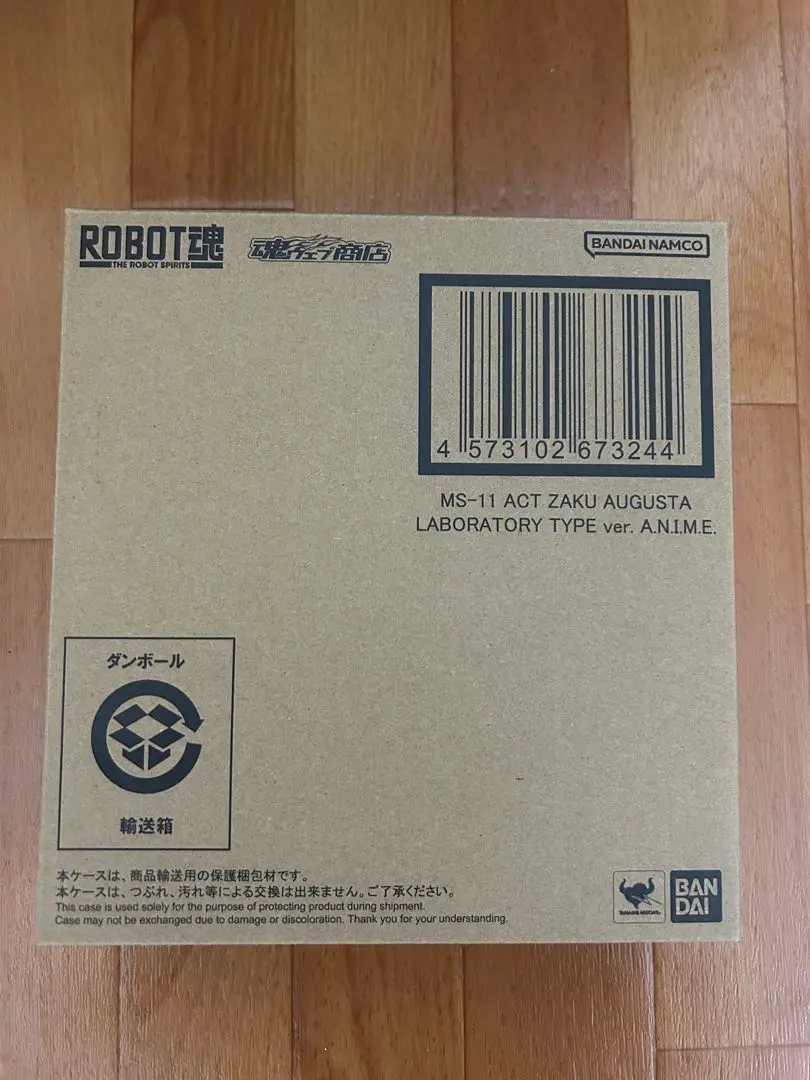 ROBOT魂
THE ROBOT SPIRITS
魂ウェブ商店
BANDAI NAMCO
4 573102 673244
MS-11 ACT ZAKU AUGUSTA
LABORATORY TYPE ver. A.N.I.M.E.
ダンボール
輸送箱
本ケースは、商品輸送用の保護梱包材です。
本ケースは、つぶれ、汚れ等による交換は出来ません。ご了承ください。
This case is used solely for the purpose of protecting product during shipment.
Case may not be exchanged due to damage or discoloration. Thank you for your understanding.
TAMASHII NATIONS
BAN
DAI